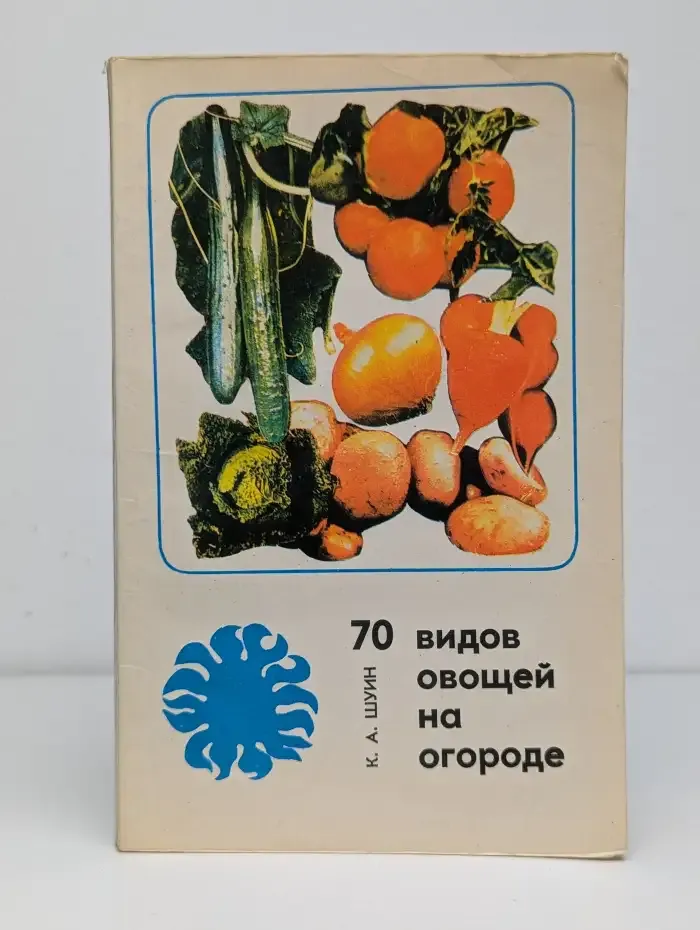 70 видов
овощей
на
огороде
К. А. ШУИН